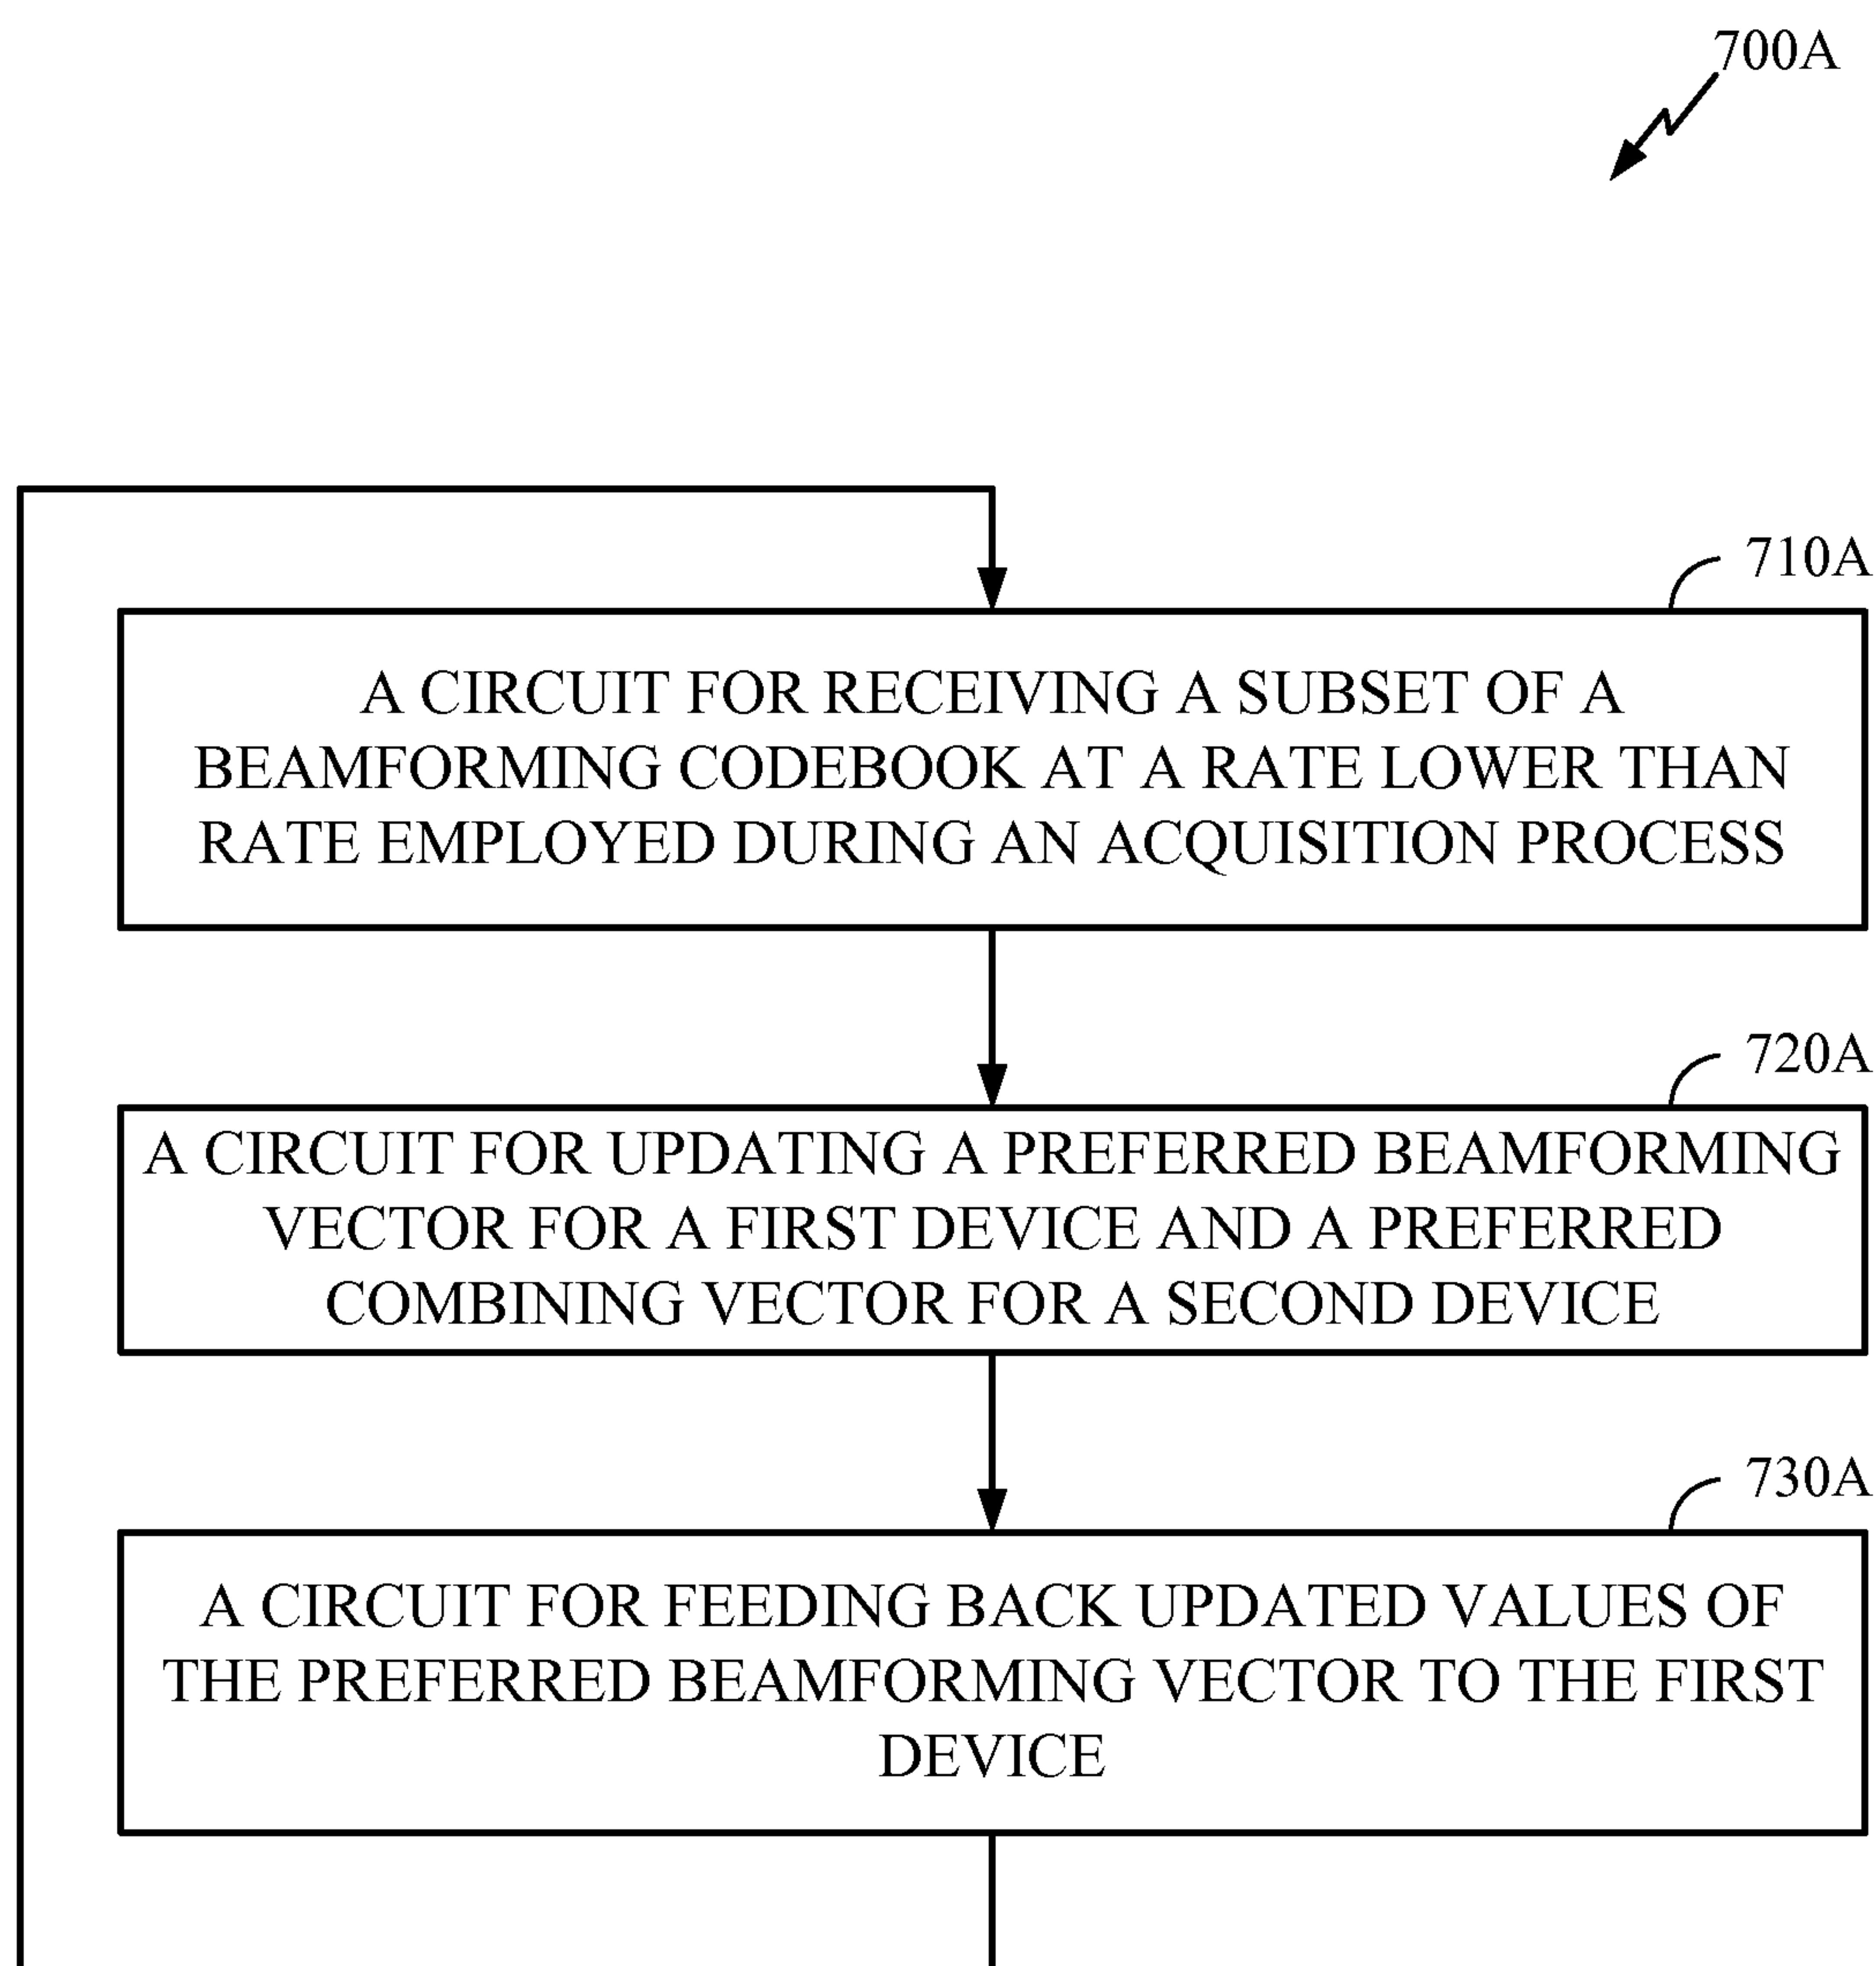 700A
710A
A CIRCUIT FOR RECEIVING A SUBSET OF A
BEAMFORMING CODEBOOK AT A RATE LOWER THAN
RATE EMPLOYED DURING AN ACQUISITION PROCESS
720A
A CIRCUIT FOR UPDATING A PREFERRED BEAMFORMING
VECTOR FOR A FIRST DEVICE AND A PREFERRED
COMBINING VECTOR FOR A SECOND DEVICE
730A
A CIRCUIT FOR FEEDING BACK UPDATED VALUES OF
THE PREFERRED BEAMFORMING VECTOR TO THE FIRST
DEVICE